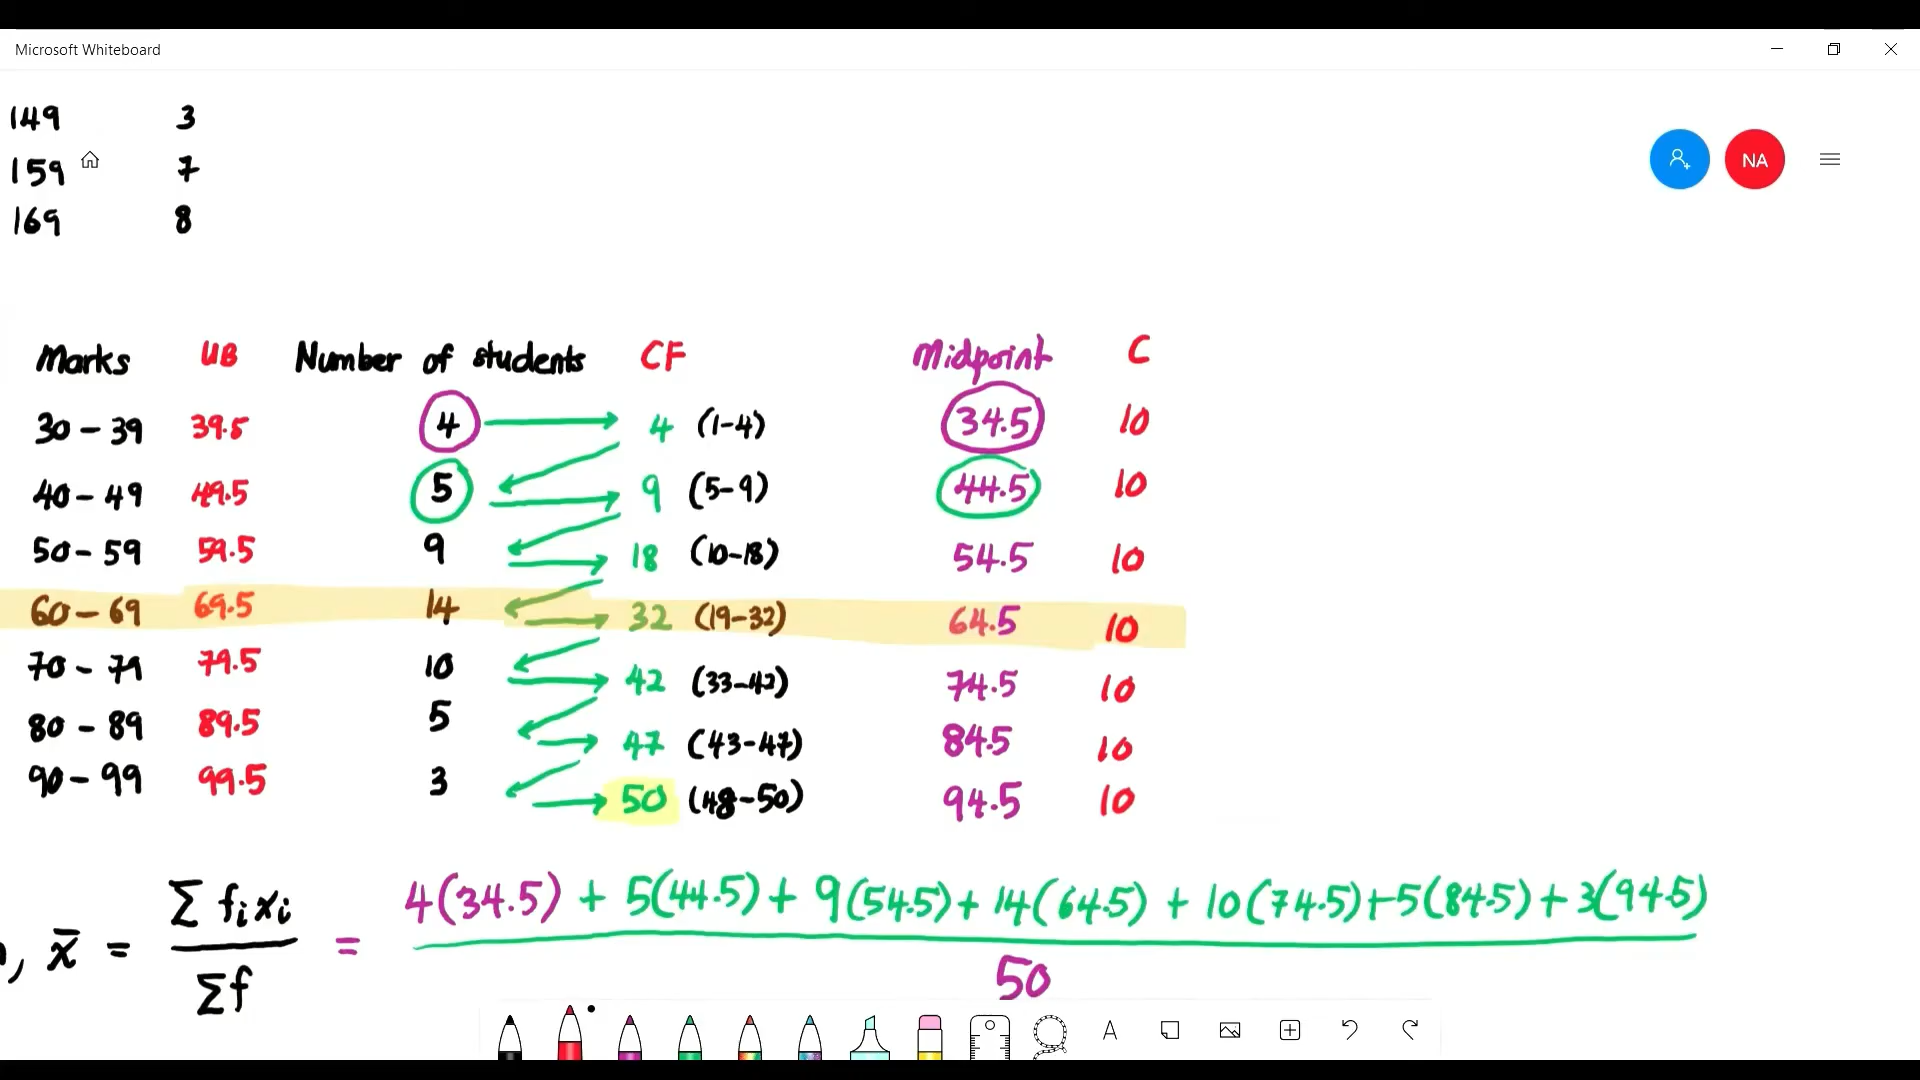 Microsoft Whiteboard
149 3
159 7
169 8
NA
Marks UB Number of students CF Midpoint C
30 - 39 39.5 4 4 (1-4) 34.5 10
40 - 49 49.5 5 9 (5-9) 44.5 10
50 - 59 59.5 9 18 (10-18) 54.5 10
60 - 69 69.5 14 32 (19-32) 64.5 10
70 - 79 79.5 10 42 (33-42) 74.5 10
80 - 89 89.5 5 47 (43-47) 84.5 10
90 - 99 99.5 3 50 (48-50) 94.5 10
Σ fixi 4(34.5) + 5(44.5) + 9(54.5) + 14(64.5) + 10(74.5) + 5(84.5) + 3(94.5)
, x̄ = =
Σf 50
A